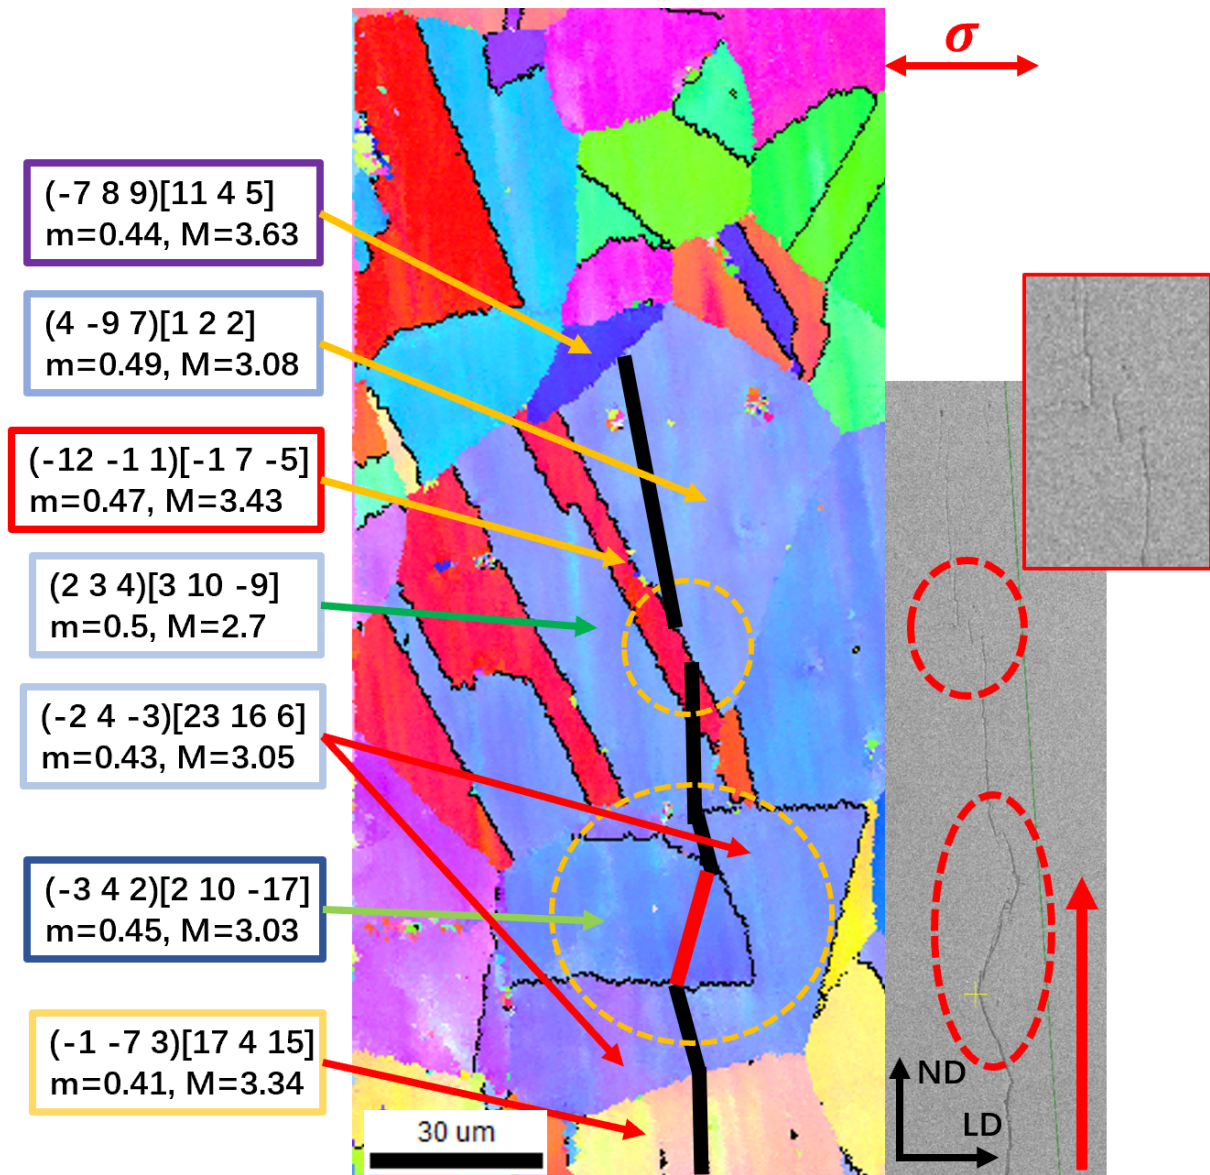 σ
(-7 8 9)[11 4 5]
m=0.44, M=3.63
(4 -9 7)[1 2 2]
m=0.49, M=3.08
(-12 -1 1)[-1 7 -5]
m=0.47, M=3.43
(2 3 4)[3 10 -9]
m=0.5, M=2.7
(-2 4 -3)[23 16 6]
m=0.43, M=3.05
(-3 4 2)[2 10 -17]
m=0.45, M=3.03
(-1 -7 3)[17 4 15]
m=0.41, M=3.34
30 um
ND
LD